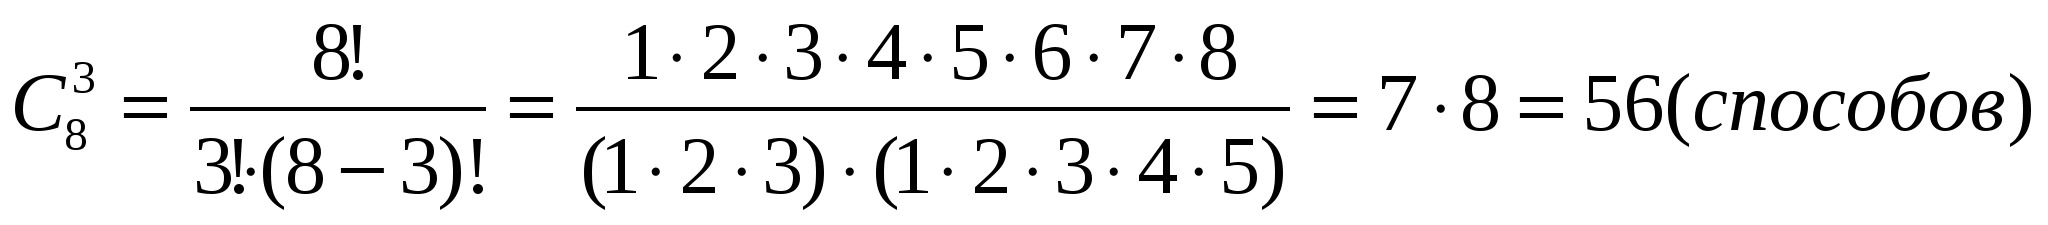 C₈³ = 8! / 3!·(8 − 3)! = 1 · 2 · 3 · 4 · 5 · 6 · 7 · 8 / (1 · 2 · 3) · (1 · 2 · 3 · 4 · 5) = 7 · 8 = 56(способов)